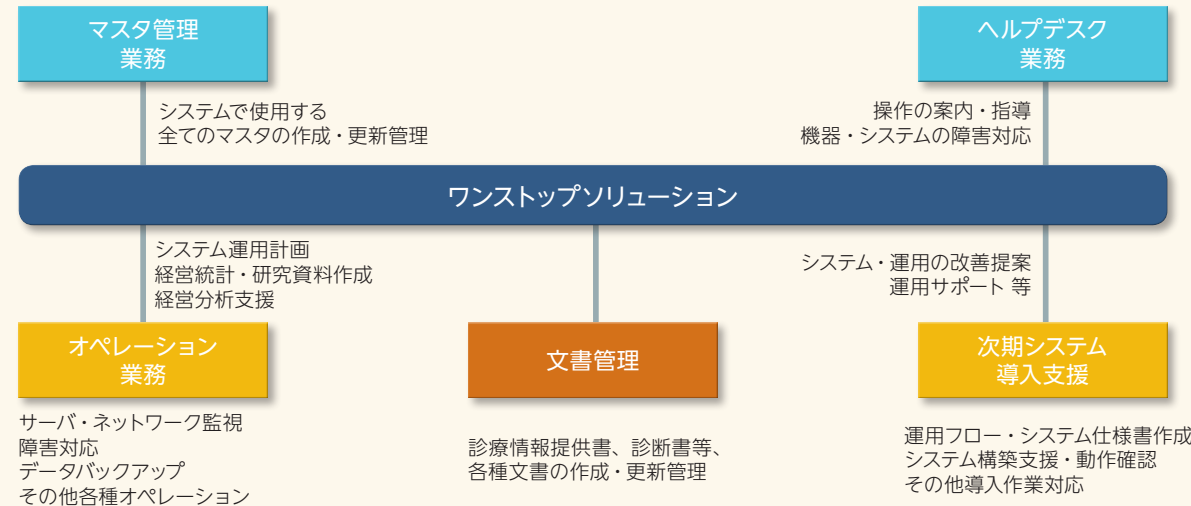 マスタ管理
業務
ヘルプデスク
業務
システムで使用する
全てのマスタの作成・更新管理
操作の案内・指導
機器・システムの障害対応
ワンストップソリューション
システム運用計画
経営統計・研究資料作成
経営分析支援
システム・運用の改善提案
運用サポート 等
オペレーション
業務
文書管理
次期システム
導入支援
サーバ・ネットワーク監視
障害対応
データバックアップ
その他各種オペレーション
診療情報提供書、診断書等、
各種文書の作成・更新管理
運用フロー・システム仕様書作成
システム構築支援・動作確認
その他導入作業対応